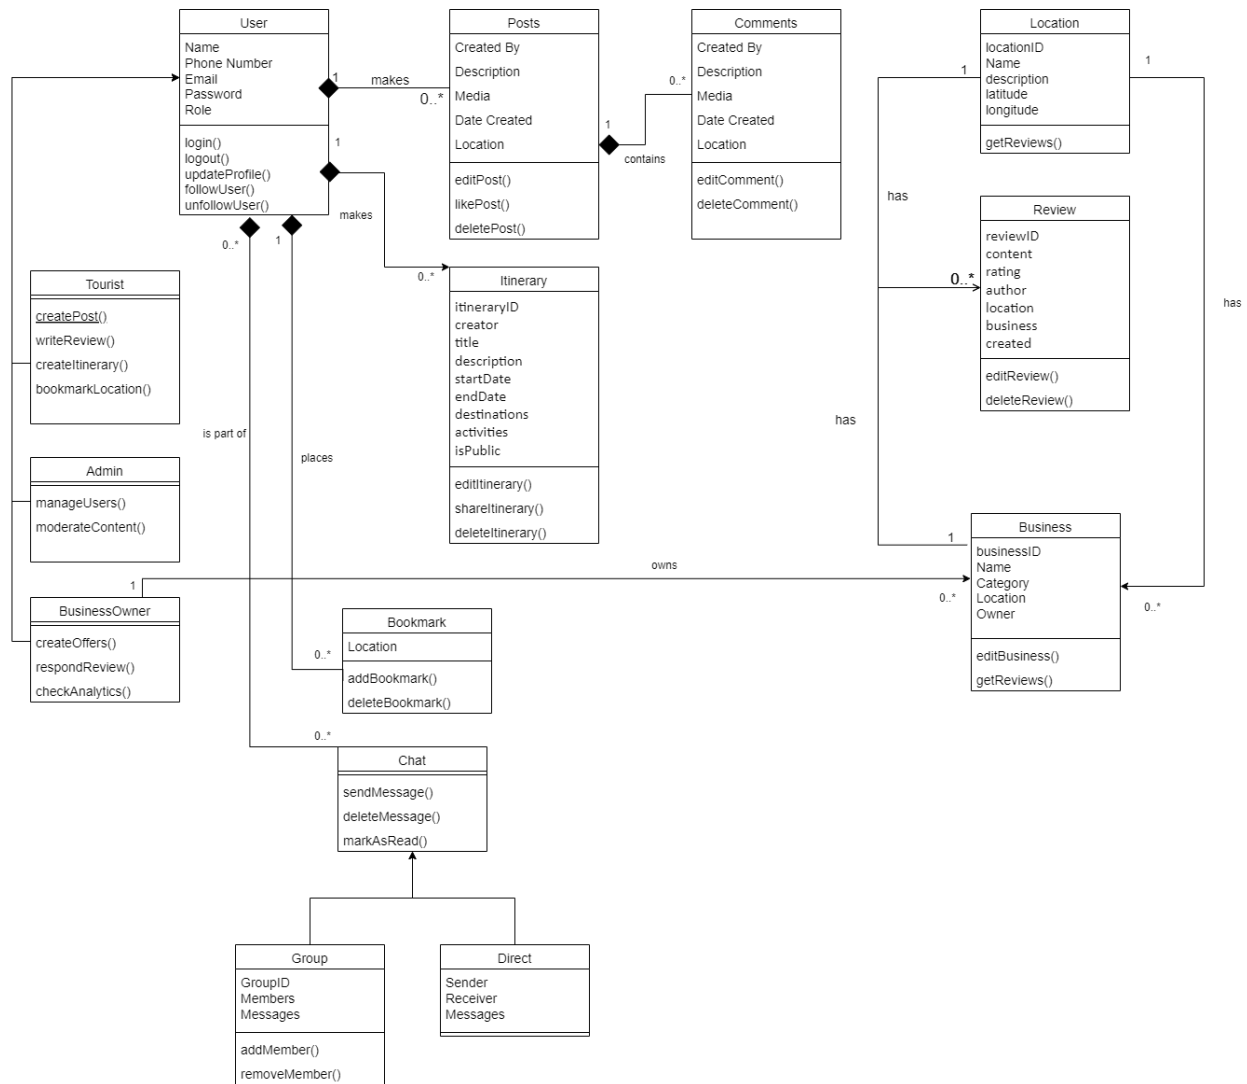 User
Name
Phone Number
Email
Password
Role
login()
logout()
updateProfile()
followUser()
unfollowUser()
1
makes
0..*
Posts
Created By
Description
Media
Date Created
Location
editPost()
likePost()
deletePost()
1
contains
0..*
Comments
Created By
Description
Media
Date Created
Location
editComment()
deleteComment()
1
makes
0..*
Itinerary
itineraryID
creator
title
description
startDate
endDate
destinations
activities
isPublic
editItinerary()
shareItinerary()
deleteItinerary()
Location
locationID
Name
description
latitude
longitude
getReviews()
1
1
has
has
0..*
Review
reviewID
content
rating
author
location
business
created
editReview()
deleteReview()
has
1
0..*
Business
businessID
Name
Category
Location
Owner
editBusiness()
getReviews()
Tourist
createPost()
writeReview()
createItinerary()
bookmarkLocation()
Admin
manageUsers()
moderateContent()
BusinessOwner
createOffers()
respondReview()
checkAnalytics()
1
owns
0..*
0..*
is part of
0..*
1
places
0..*
Bookmark
Location
addBookmark()
deleteBookmark()
Chat
sendMessage()
deleteMessage()
markAsRead()
Group
GroupID
Members
Messages
addMember()
removeMember()
Direct
Sender
Receiver
Messages